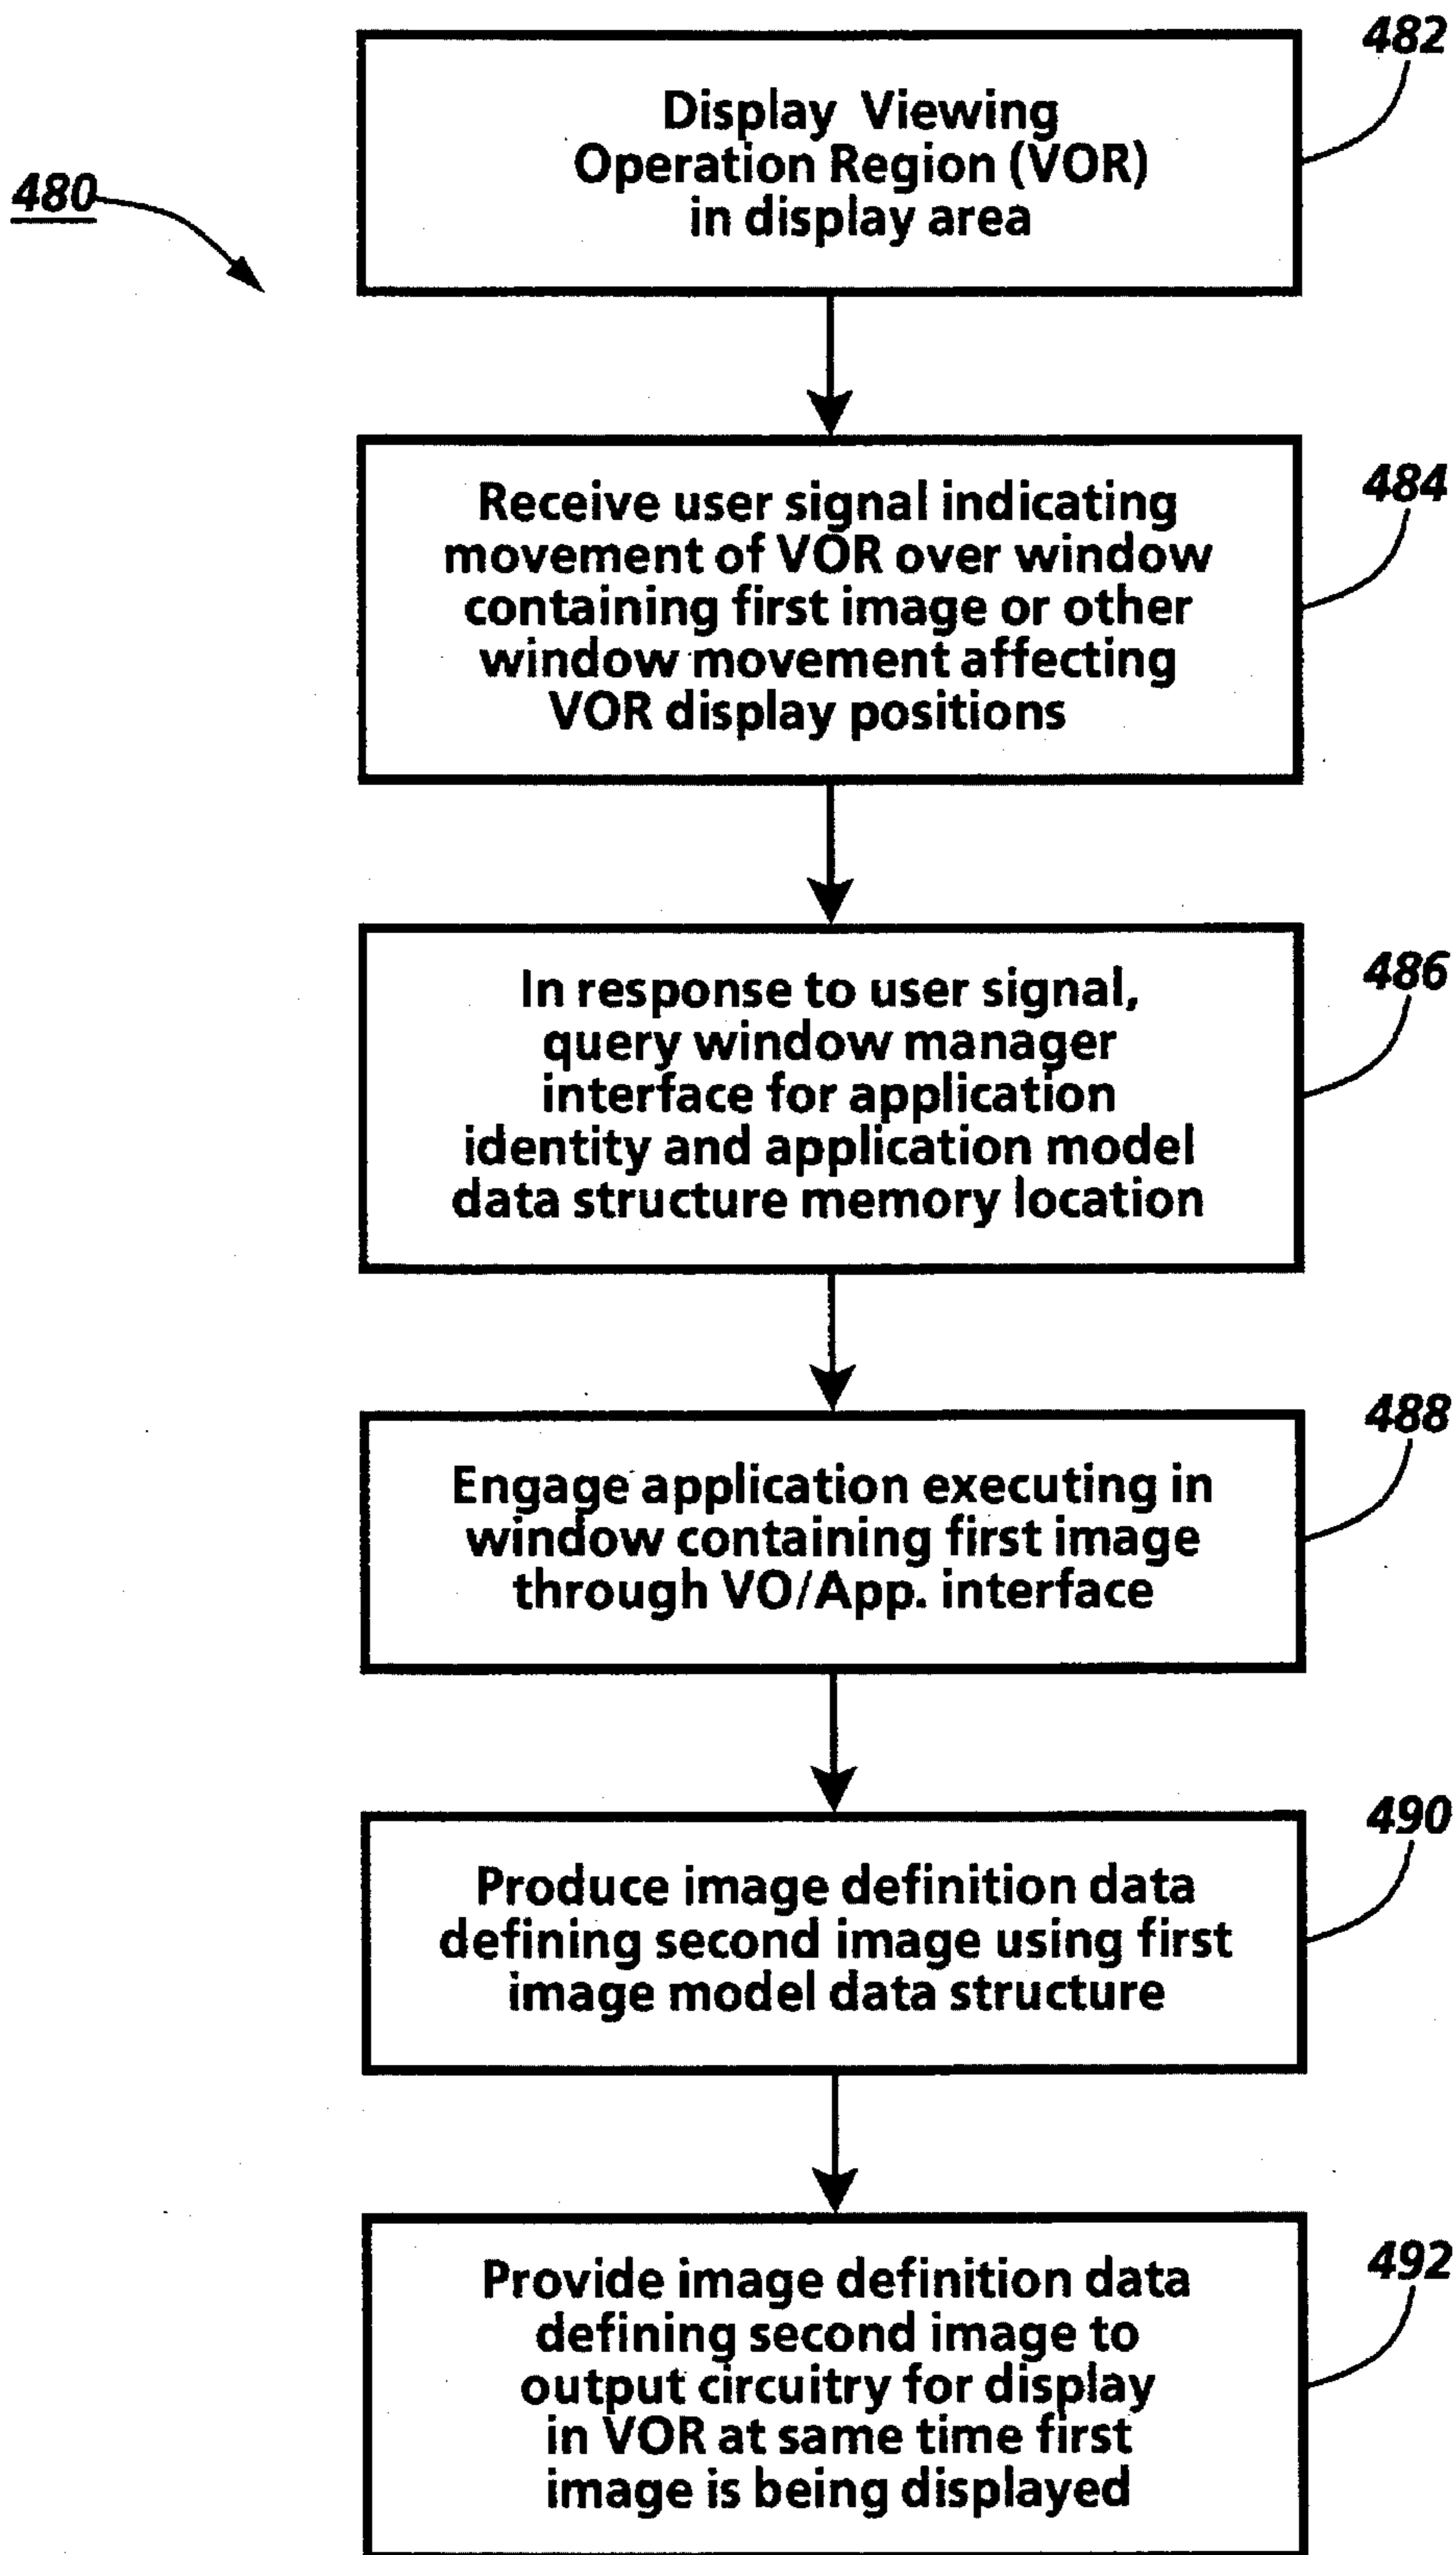 482
Display Viewing
Operation Region (VOR)
in display area
480
484
Receive user signal indicating
movement of VOR over window
containing first image or other
window movement affecting
VOR display positions
486
In response to user signal,
query window manager
interface for application
identity and application model
data structure memory location
488
Engage application executing in
window containing first image
through VO/App. interface
490
Produce image definition data
defining second image using first
image model data structure
492
Provide image definition data
defining second image to
output circuitry for display
in VOR at same time first
image is being displayed